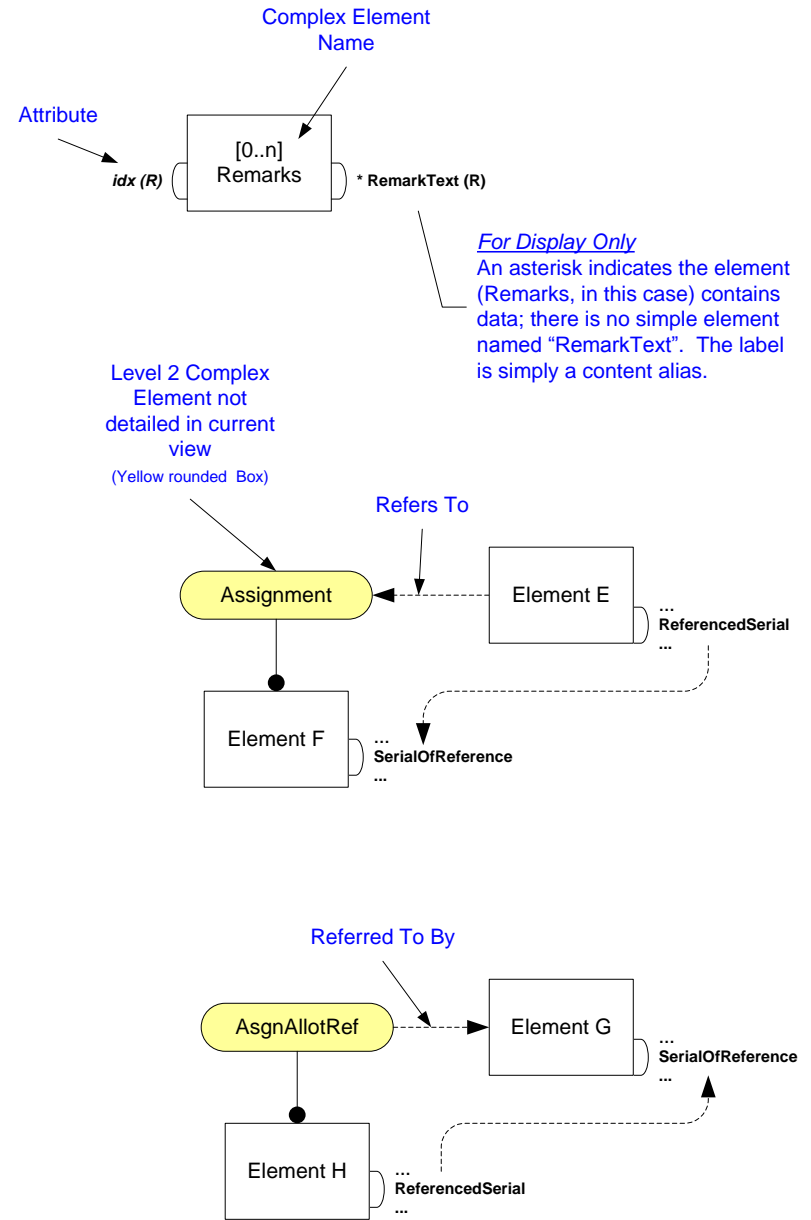 Complex Element
Name
Attribute
[0..n]
Remarks
idx (R)
* RemarkText (R)
For Display Only
An asterisk indicates the element
(Remarks, in this case) contains
data; there is no simple element
named “RemarkText”. The label
is simply a content alias.
Level 2 Complex
Element not
detailed in current
view
(Yellow rounded Box)
Refers To
Assignment
Element E
...
ReferencedSerial
...
Element F
...
SerialOfReference
...
Referred To By
AsgnAllotRef
Element G
...
SerialOfReference
...
Element H
...
ReferencedSerial
...